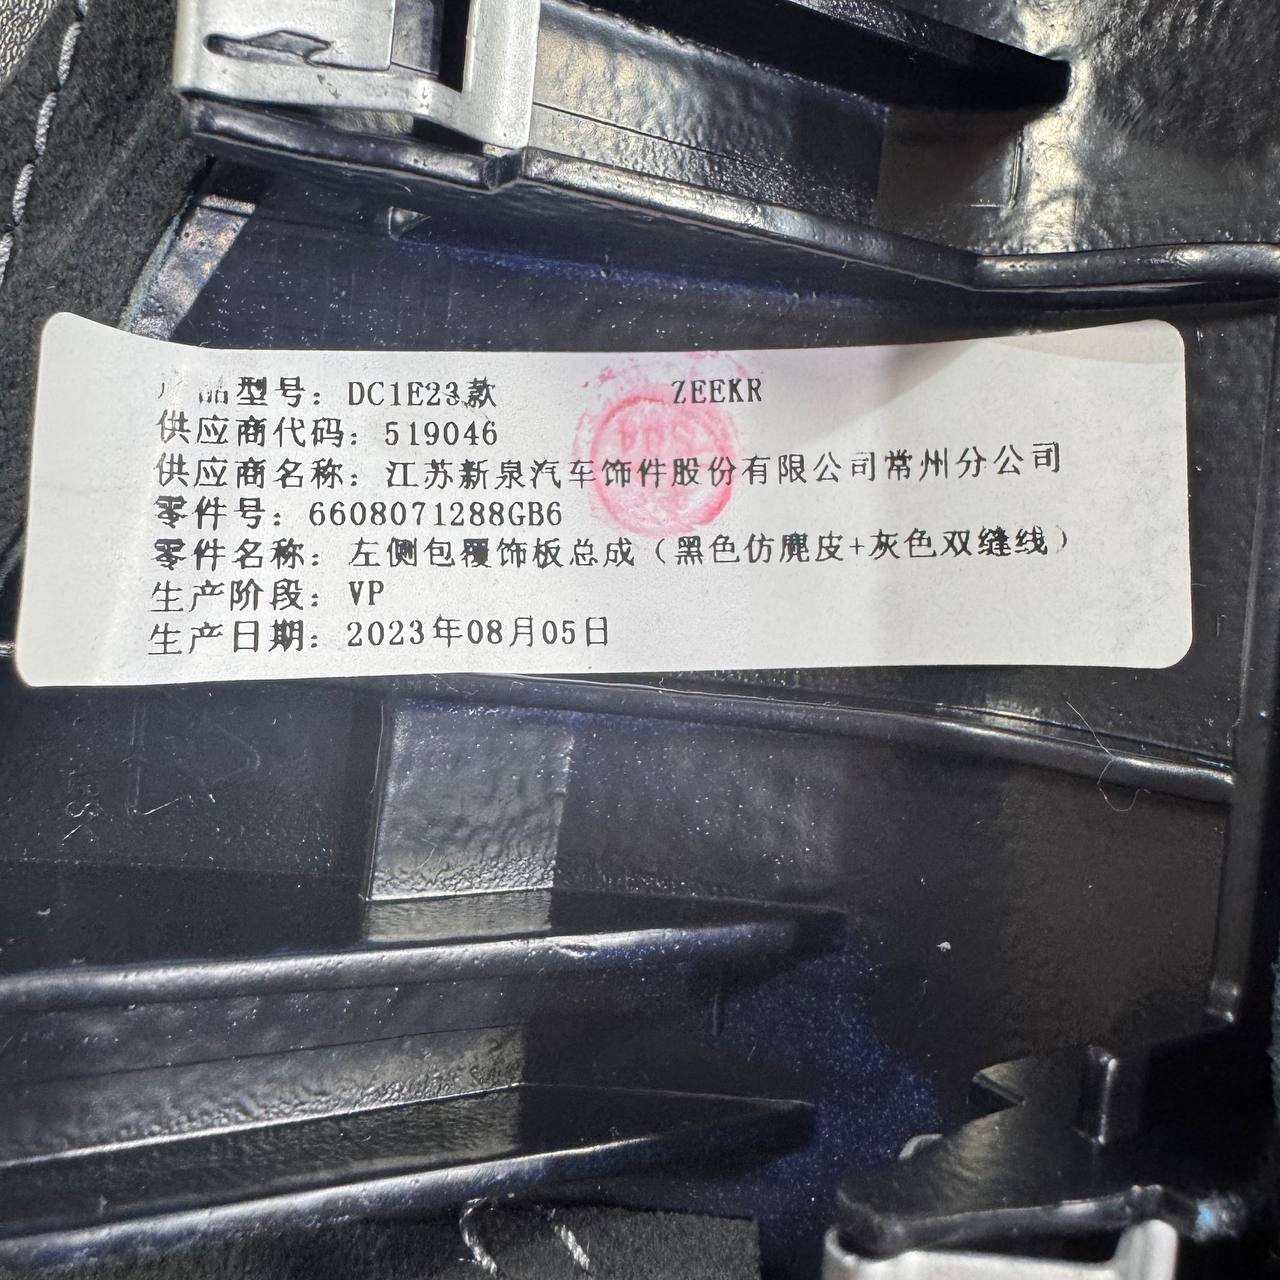 产品型号：DC1E23款 ZEEKR
供应商代码：519046
供应商名称：江苏新泉汽车饰件股份有限公司常州分公司
零件号：6608071288GB6
零件名称：左侧包覆饰板总成（黑色仿麂皮+灰色双缝线）
生产阶段：VP
生产日期：2023年08月05日